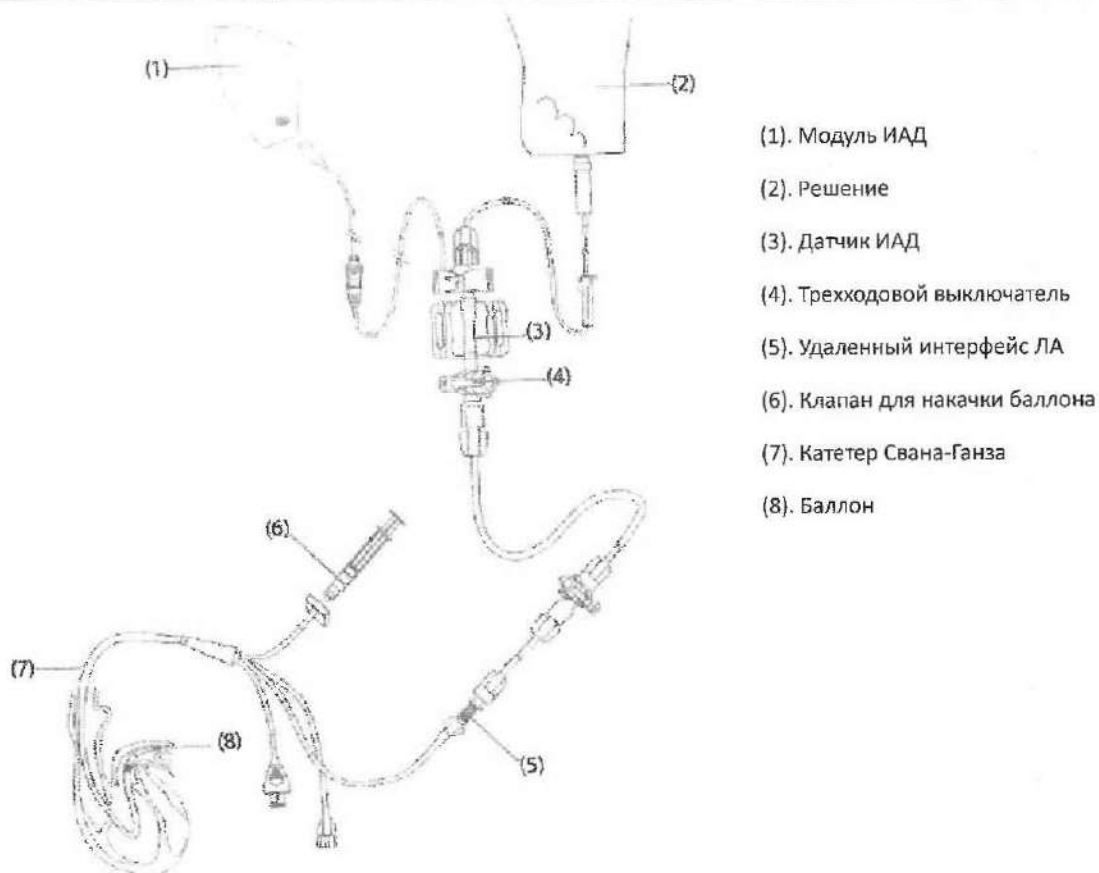 (1)
(2)
(1). Модуль ИАД
(2). Решение
(3). Датчик ИАД
(4). Трехходовой выключатель
(5). Удаленный интерфейс ЛА
(6). Клапан для накачки баллона
(7). Катетер Свана-Ганза
(8). Баллон
(3)
(4)
(6)
(7)
(8)
(5)